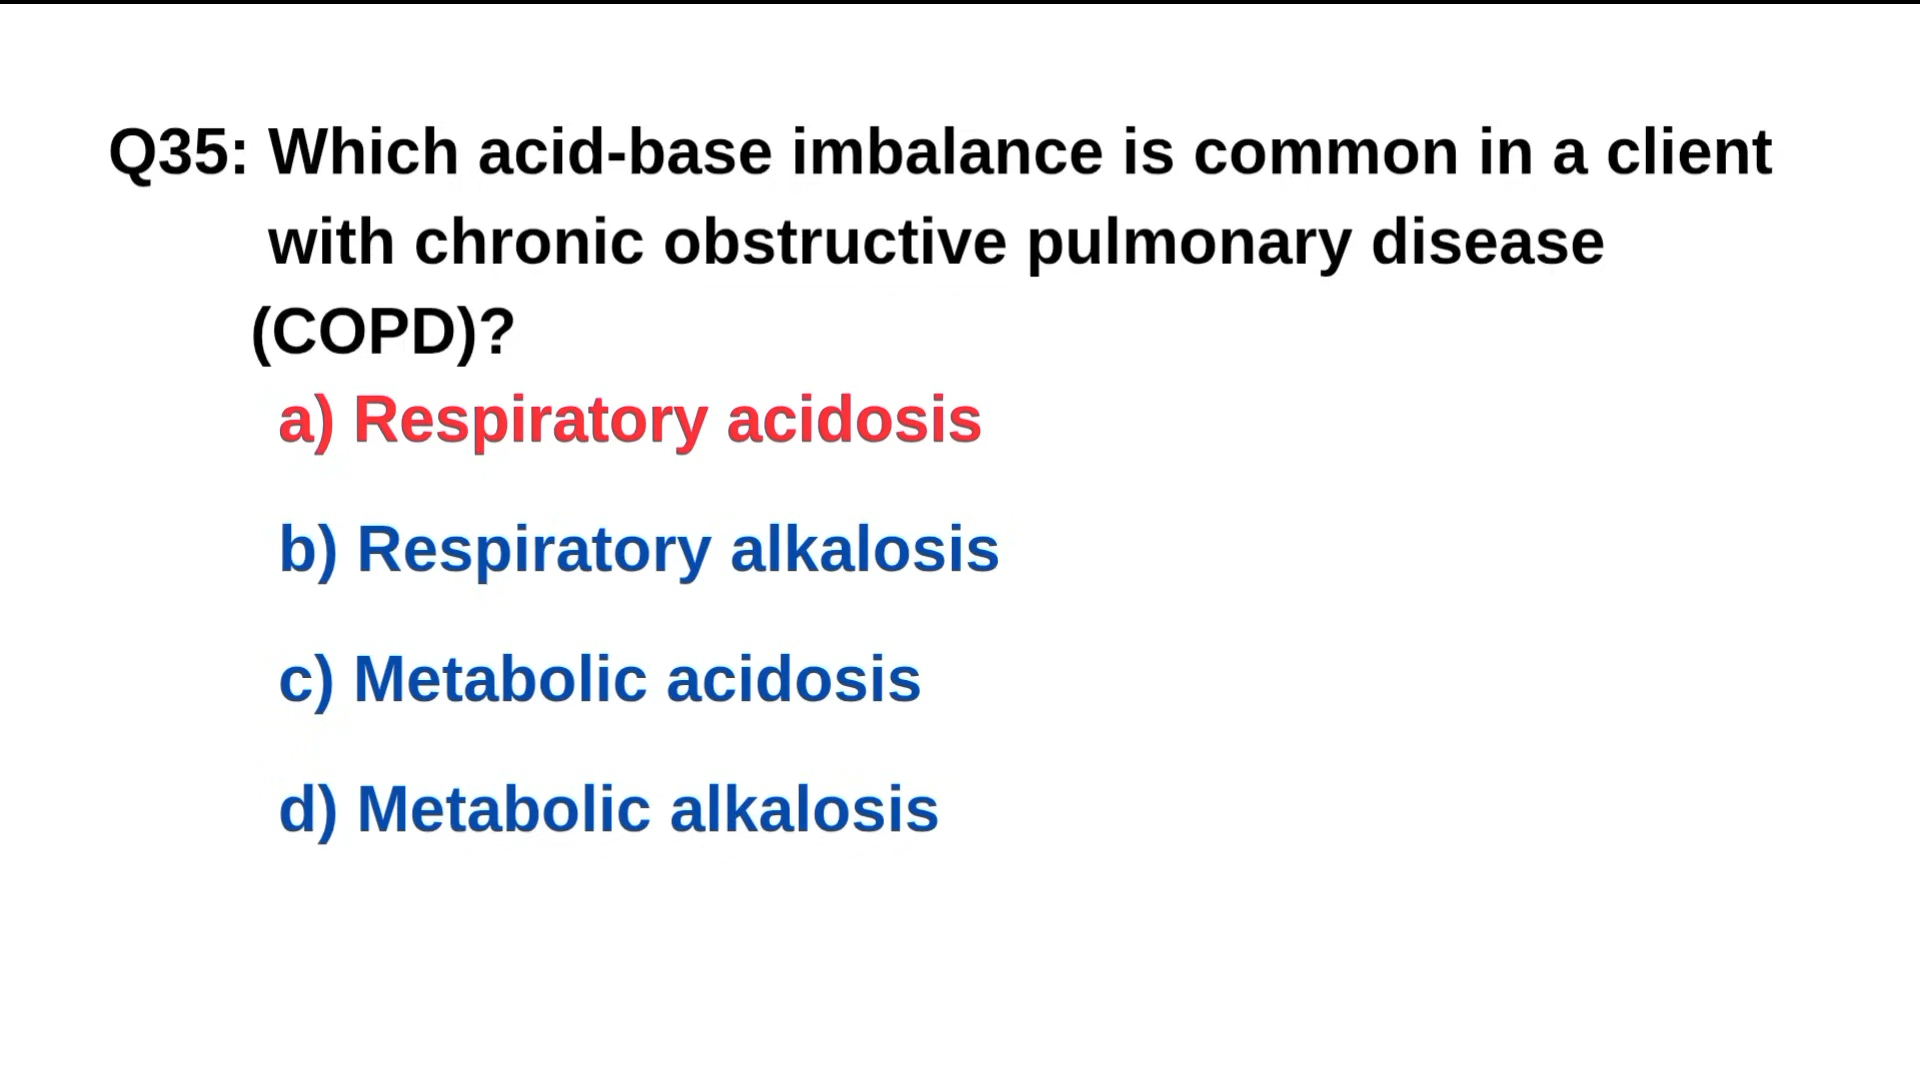 Q35: Which acid-base imbalance is common in a client
with chronic obstructive pulmonary disease
(COPD)?
a) Respiratory acidosis
b) Respiratory alkalosis
c) Metabolic acidosis
d) Metabolic alkalosis